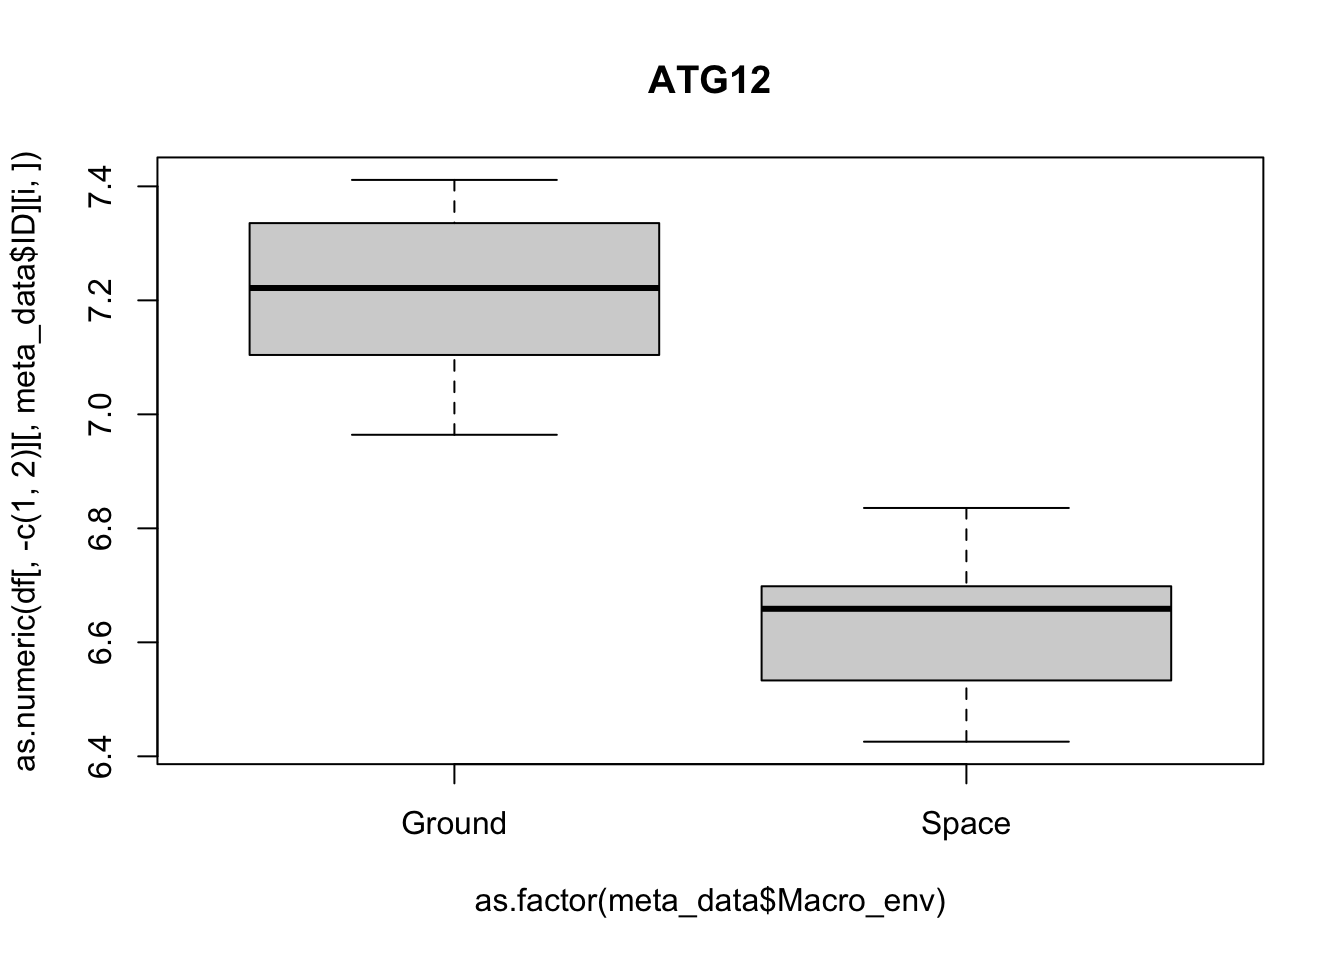 ATG12
as.numeric(df[, -c(1, 2)][, meta_data$ID][i, ])
7.4
7.2
7.0
6.8
6.6
6.4
Ground Space
as.factor(meta_data$Macro_env)